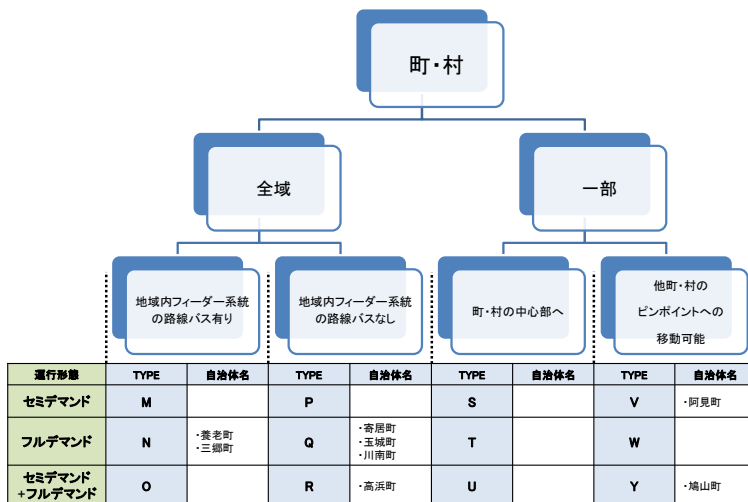 町・村
全域
一部
地域内フィーダー系統
の路線バス有り
地域内フィーダー系統
の路線バスなし
町・村の中心部へ
他町・村の
ピンポイントへの
移動可能
運行形態 TYPE 自治体名 TYPE 自治体名 TYPE 自治体名 TYPE 自治体名
セミデマンド M P S V ・阿見町
フルデマンド N ・養老町 Q ・寄居町 T W
・三郷町 ・玉城町
・川南町
セミデマンド O R ・高浜町 U Y ・鳩山町
+フルデマンド